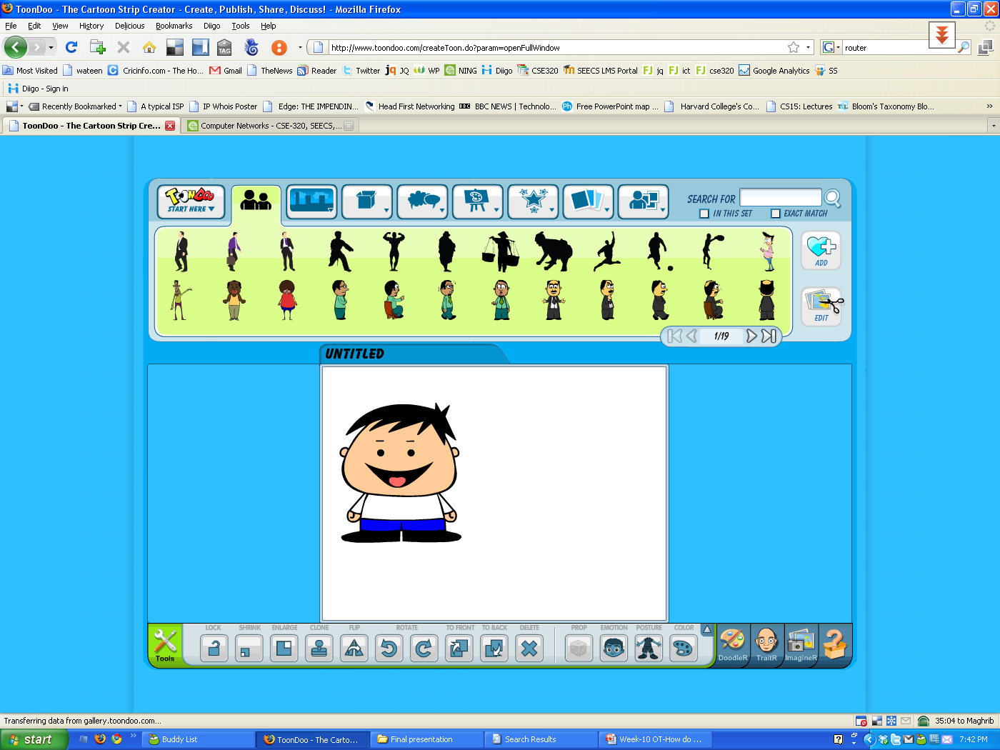 ToonDoo - The Cartoon Strip Creator - Create, Publish, Share, Discuss! - Mozilla Firefox
File Edit View History Delicious Bookmarks Diigo Tools Help
TAG http://www.toondoo.com/createToon.do?param=openFullWindow G router
Most Visited wateen Cricinfo.com - The Ho... Gmail TheNews Reader Twitter jq JQ WP NING Diigo CSE320 SEECS LMS Portal FJ jq FJ ict FJ cse320 Google Analytics SS
Diigo - Sign in
Recently Bookmarked A typical ISP IP Whois Poster Edge: THE IMPENDIN... Head First Networking BBC BBC NEWS | Technolo... Ph Free PowerPoint map ... Harvard College's Co... CS15: Lectures Bloom's Taxonomy Blo...
ToonDoo - The Cartoon Strip Cre... Computer Networks - CSE-320, SEECS,...
TOONDOO
START HERE
SEARCH FOR
IN THIS SET EXACT MATCH
ADD
EDIT
1/19
UNTITLED
LOCK SHRINK ENLARGE CLONE FLIP ROTATE TO FRONT TO BACK DELETE PROP EMOTION POSTURE COLOR
Tools DoodleR TraitR ImagineR
Transferring data from gallery.toondoo.com... 35:04 to Maghrib
start Buddy List ToonDoo - The Carto... Final presentation Search Results Week-10 OT-How do ... 7:42 PM